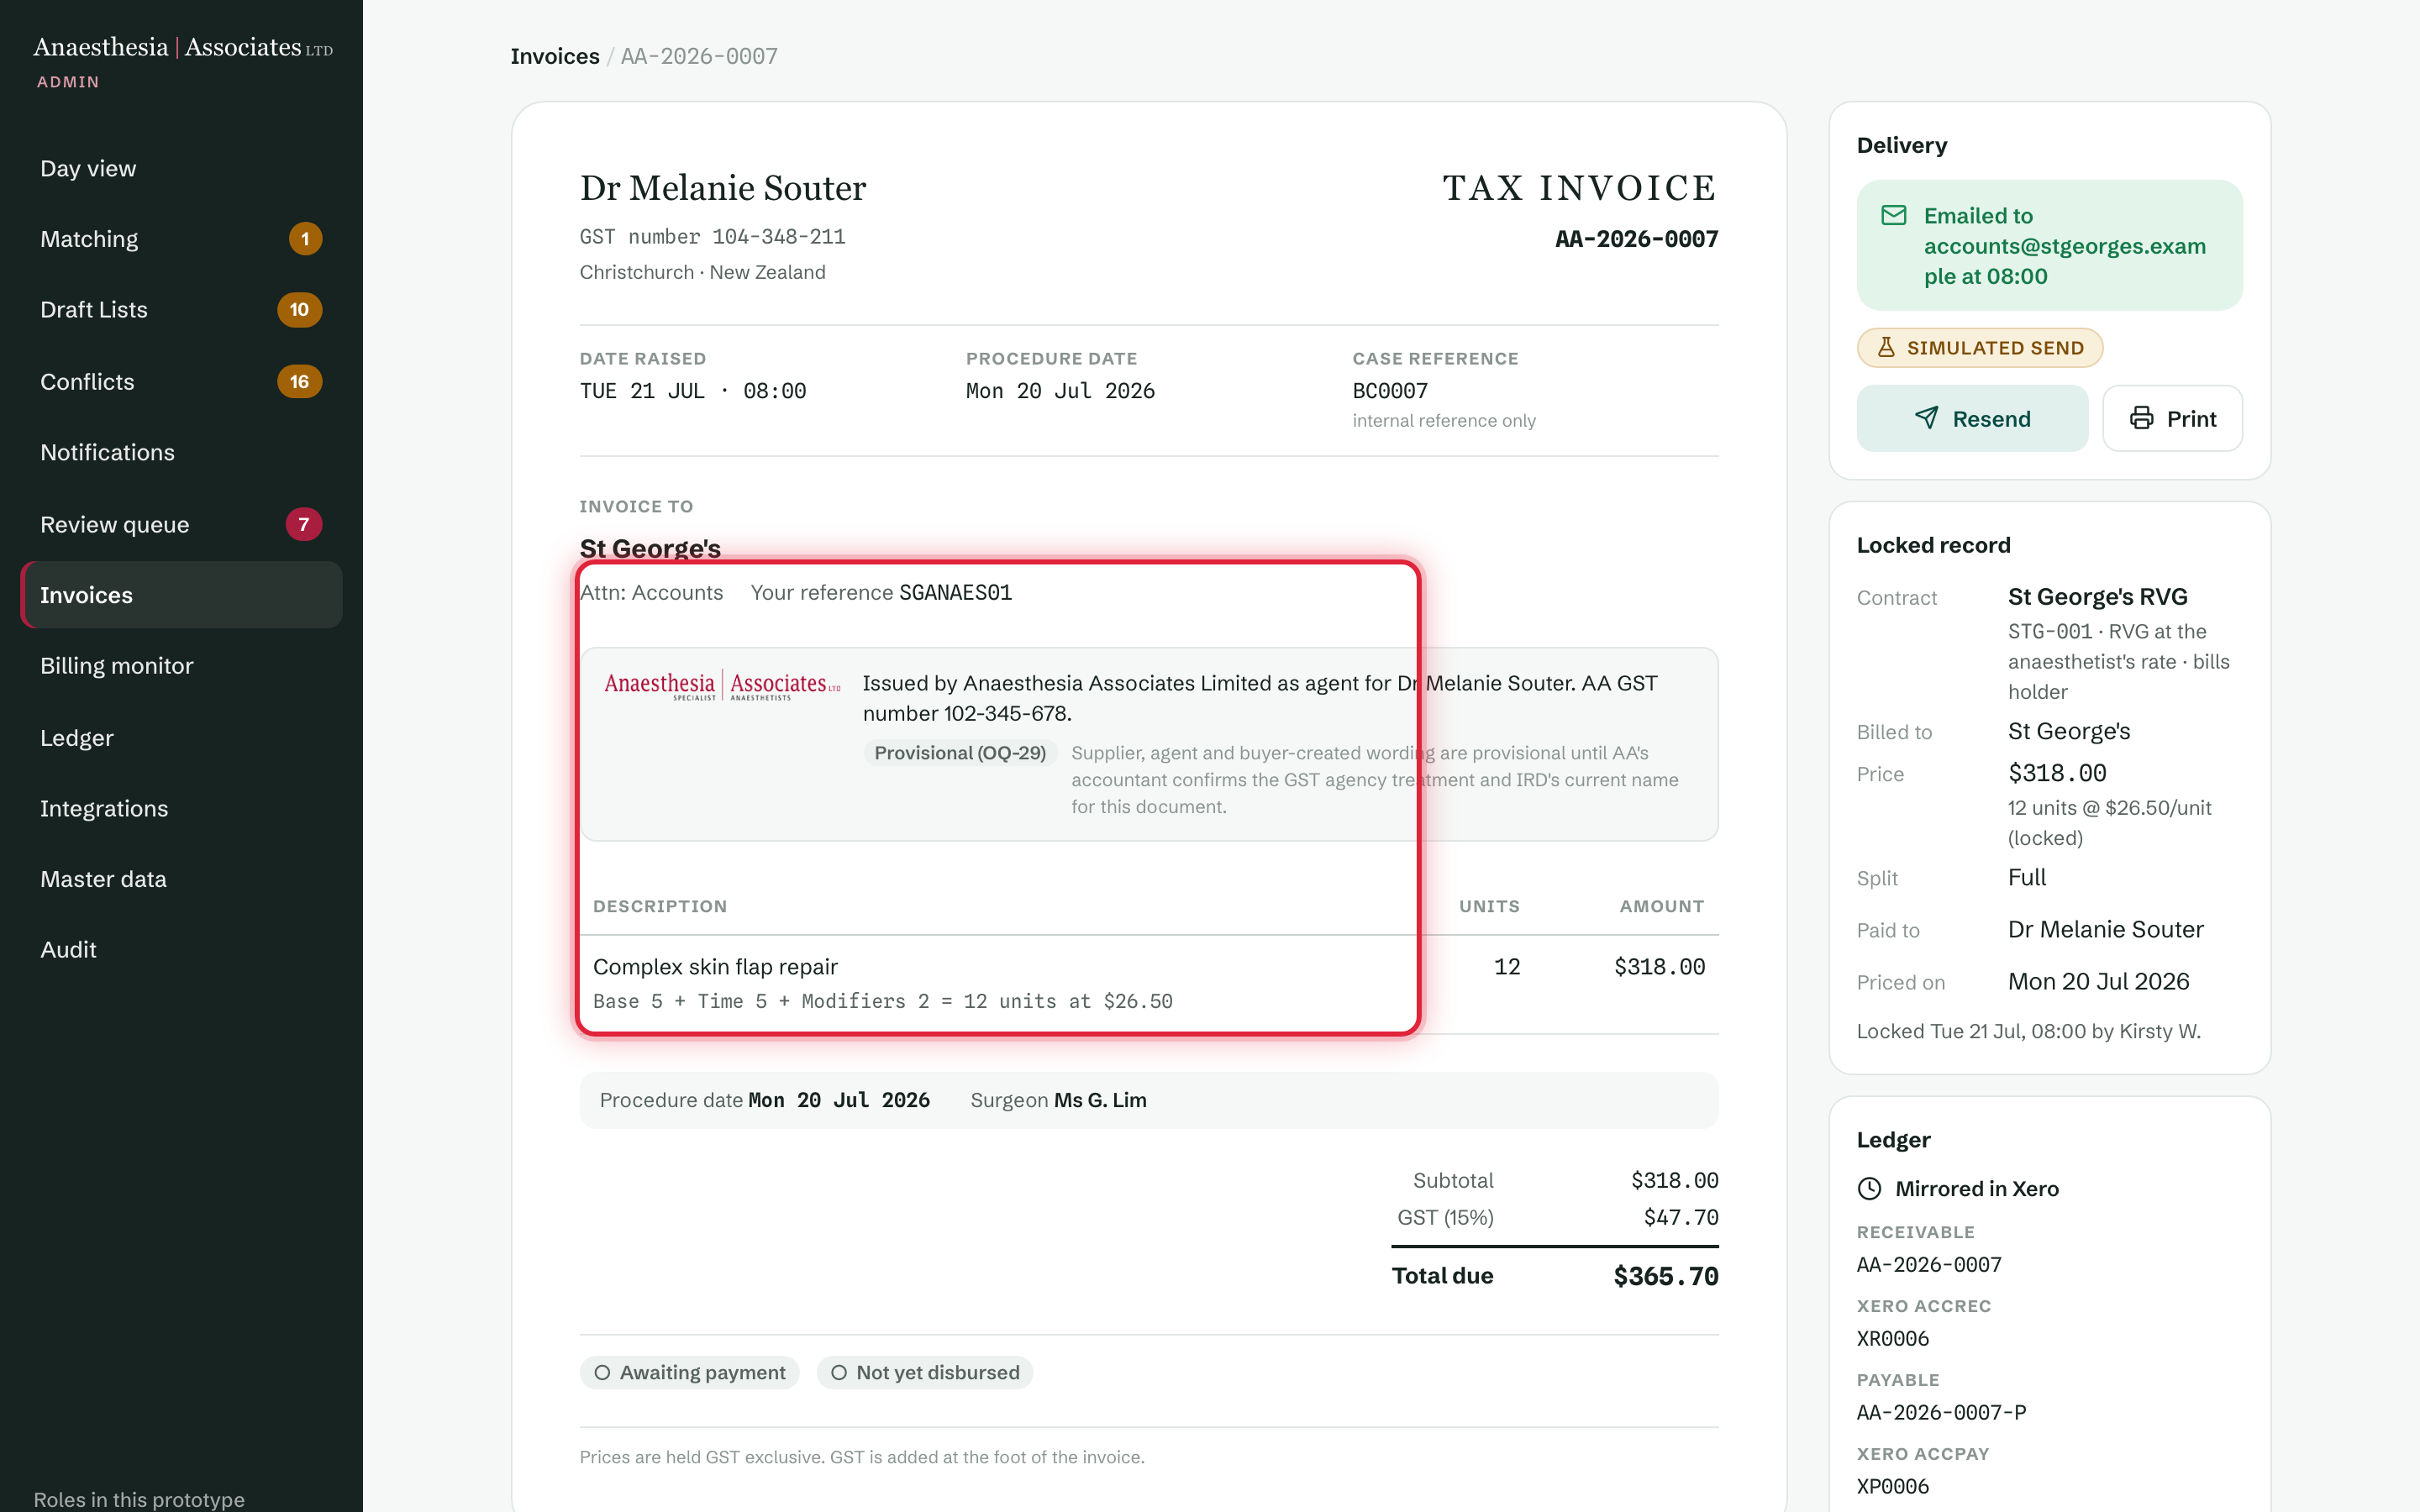 Anaesthesia | Associates LTD
ADMIN
Day view
Matching 1
Draft Lists 10
Conflicts 16
Notifications
Review queue 7
Invoices
Billing monitor
Ledger
Integrations
Master data
Audit
Roles in this prototype
Invoices / AA-2026-0007
Dr Melanie Souter
GST number 104-348-211
Christchurch · New Zealand
TAX INVOICE
AA-2026-0007
DATE RAISED
TUE 21 JUL · 08:00
PROCEDURE DATE
Mon 20 Jul 2026
CASE REFERENCE
BC0007
internal reference only
INVOICE TO
St George's
Attn: Accounts Your reference SGANAES01
Anaesthesia | Associates LTD
SPECIALIST ANAESTHETISTS
Issued by Anaesthesia Associates Limited as agent for Dr Melanie Souter. AA GST
number 102-345-678.
Provisional (OQ-29)
Supplier, agent and buyer-created wording are provisional until AA's
accountant confirms the GST agency treatment and IRD's current name
for this document.
DESCRIPTION UNITS AMOUNT
Complex skin flap repair 12 $318.00
Base 5 + Time 5 + Modifiers 2 = 12 units at $26.50
Procedure date Mon 20 Jul 2026 Surgeon Ms G. Lim
Subtotal $318.00
GST (15%) $47.70
Total due $365.70
Awaiting payment Not yet disbursed
Prices are held GST exclusive. GST is added at the foot of the invoice.
Delivery
Emailed to
accounts@stgeorges.exam
ple at 08:00
SIMULATED SEND
Resend Print
Locked record
Contract St George's RVG
STG-001 · RVG at the
anaesthetist's rate · bills
holder
Billed to St George's
Price $318.00
12 units @ $26.50/unit
(locked)
Split Full
Paid to Dr Melanie Souter
Priced on Mon 20 Jul 2026
Locked Tue 21 Jul, 08:00 by Kirsty W.
Ledger
Mirrored in Xero
RECEIVABLE
AA-2026-0007
XERO ACCREC
XR0006
PAYABLE
AA-2026-0007-P
XERO ACCPAY
XP0006